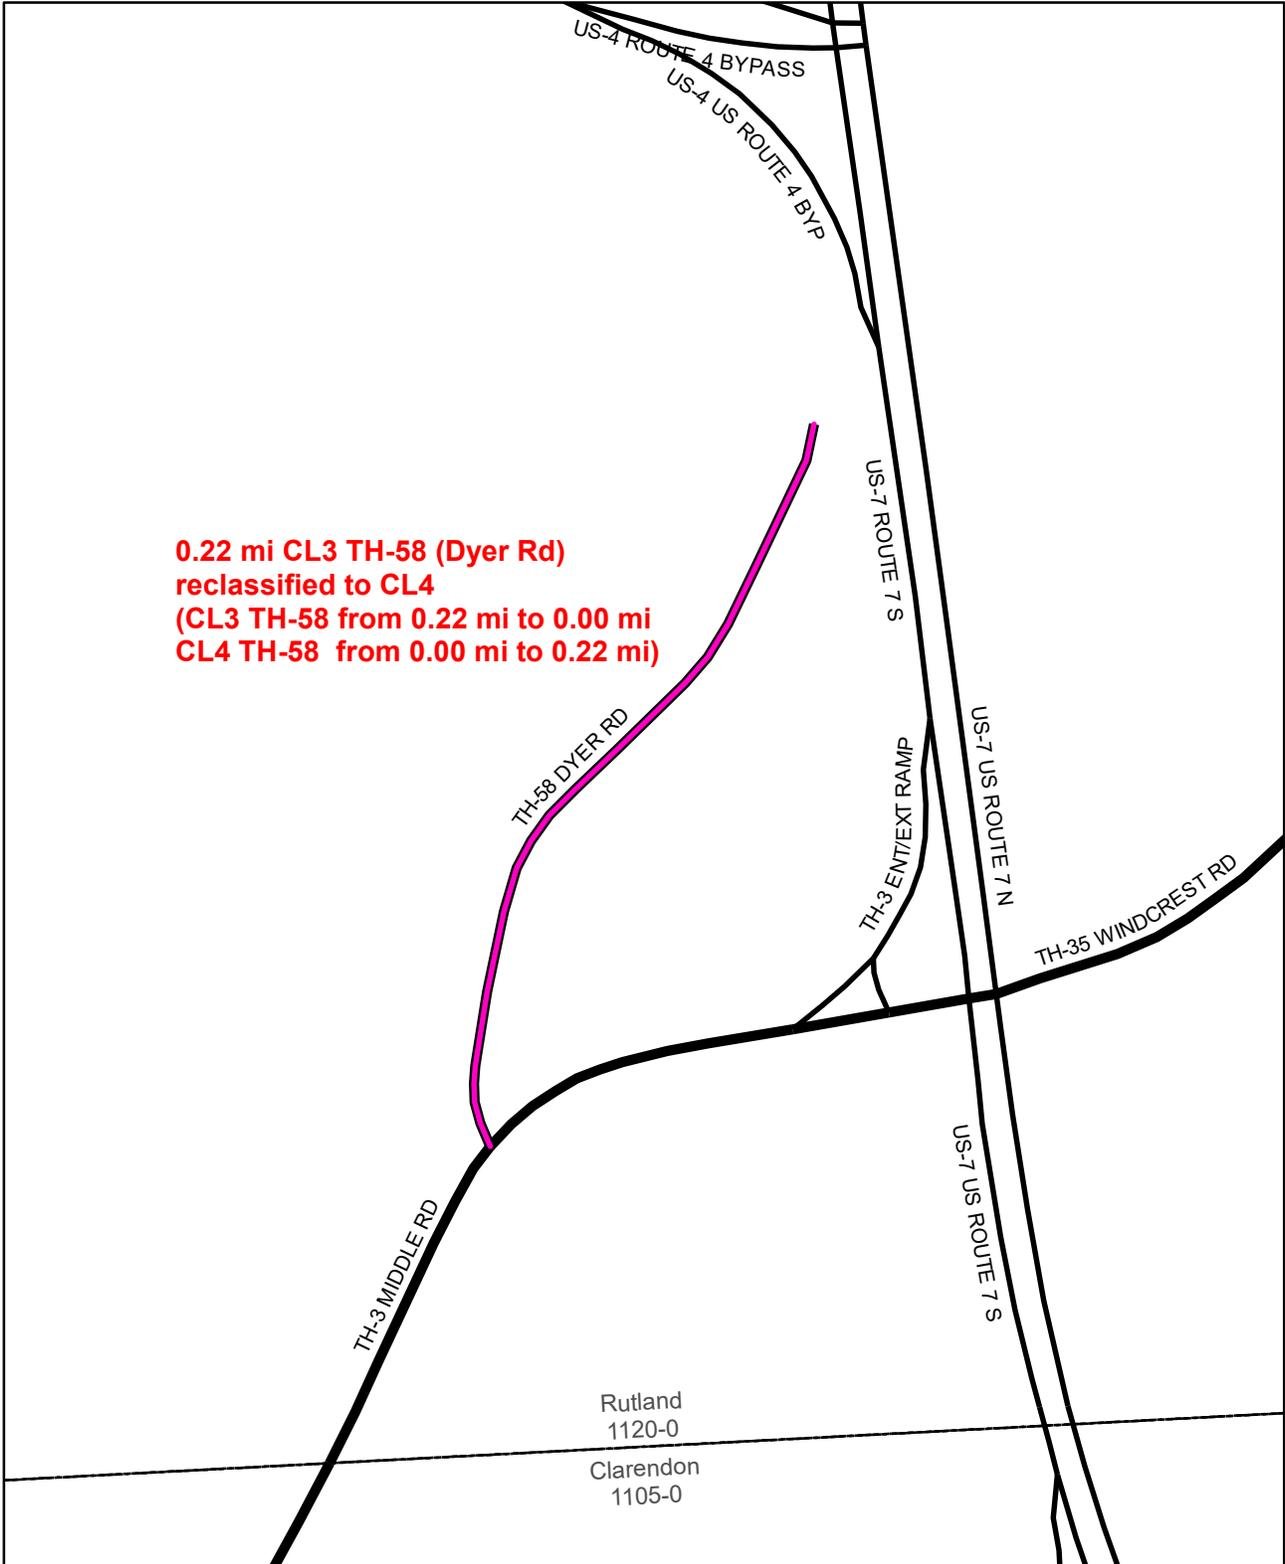 US-4 ROUTE 4 BYPASS
US-4 US ROUTE 4 BYP
US-7 ROUTE 7 S
0.22 mi CL3 TH-58 (Dyer Rd)
reclassified to CL4
(CL3 TH-58 from 0.22 mi to 0.00 mi
CL4 TH-58  from 0.00 mi to 0.22 mi)
TH-58 DYER RD
TH-3 ENT/EXT RAMP
US-7 US ROUTE 7 N
TH-35 WINDCREST RD
US-7 US ROUTE 7 S
TH-3 MIDDLE RD
Rutland
1120-0
Clarendon
1105-0